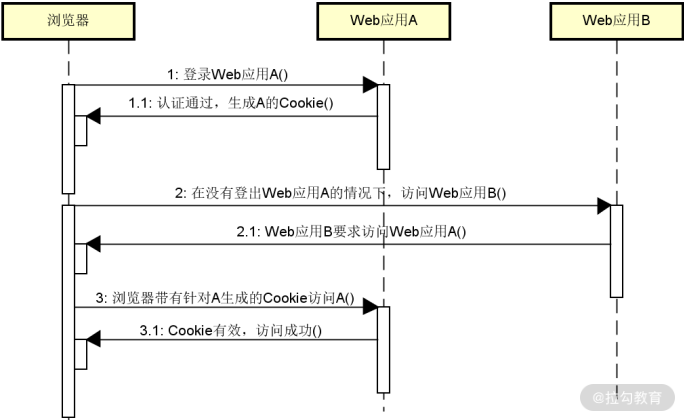 浏览器
Web应用A
Web应用B
1: 登录Web应用A()
1.1: 认证通过，生成A的Cookie()
2: 在没有登出Web应用A的情况下，访问Web应用B()
2.1: Web应用B要求访问Web应用A()
3: 浏览器带有针对A生成的Cookie访问A()
3.1: Cookie有效，访问成功()
@拉勾教育